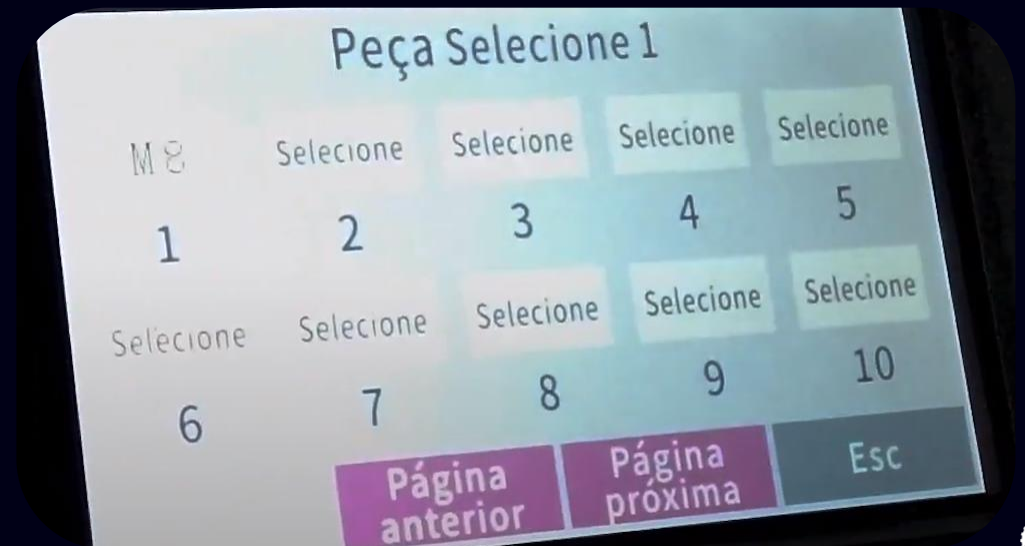 Peça Selecione 1
M 8 Selecione Selecione Selecione Selecione
1 2 3 4 5
Selecione Selecione Selecione Selecione Selecione
6 7 8 9 10
Página anterior
Página próxima
Esc